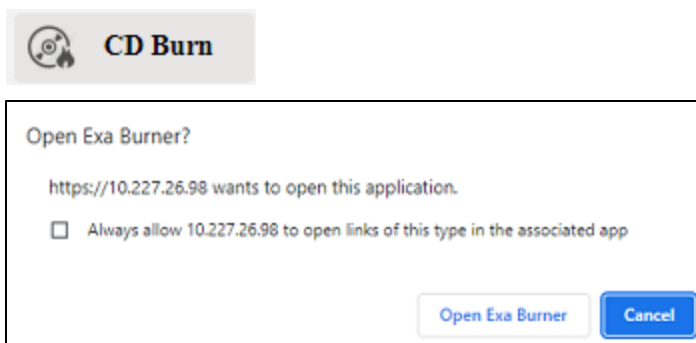 CD Burn
Open Exa Burner?
https://10.227.26.98 wants to open this application.
Always allow 10.227.26.98 to open links of this type in the associated app
Open Exa Burner Cancel